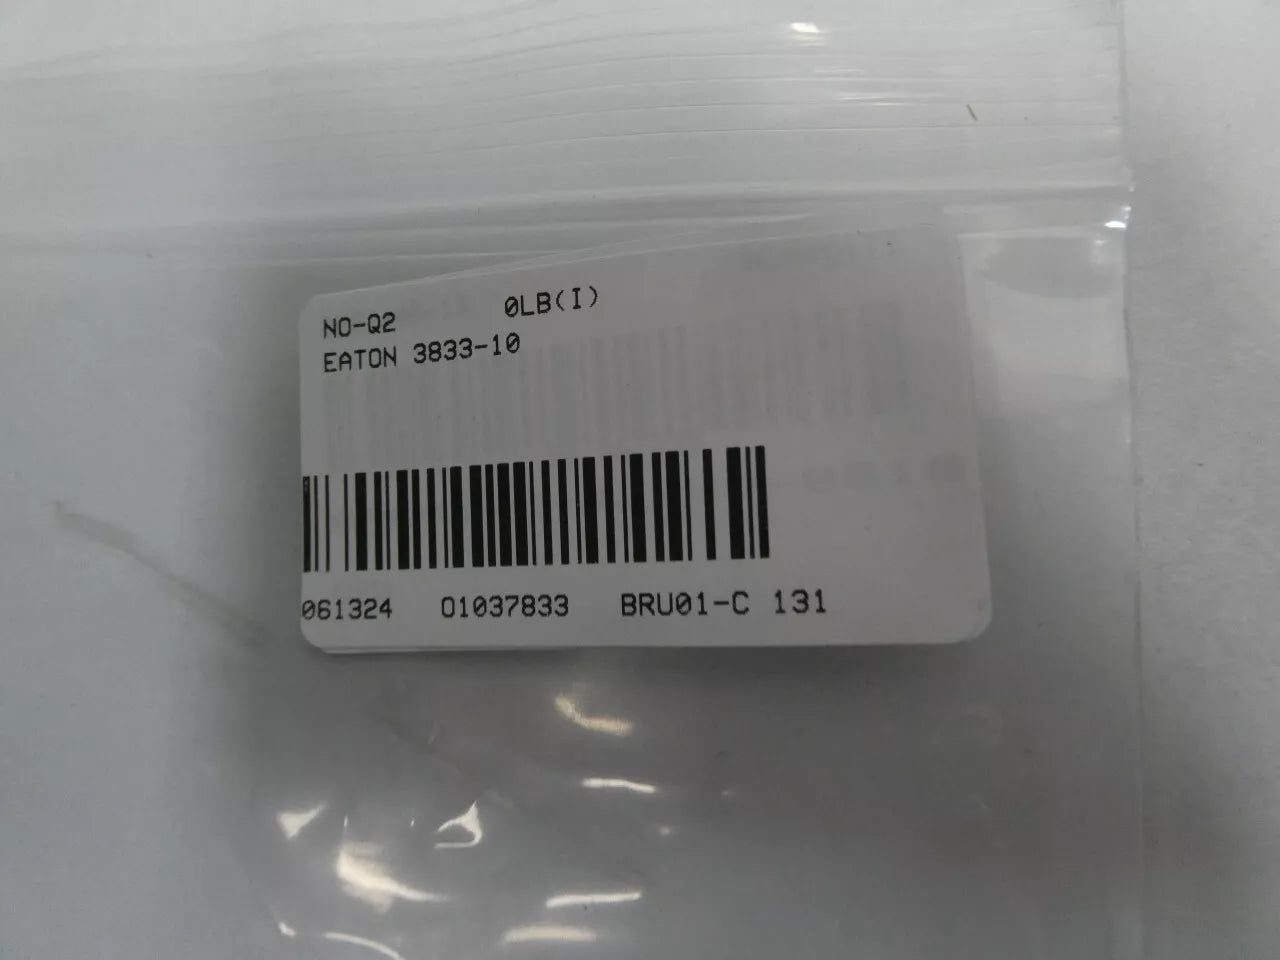 NO-Q2 0LB(I)
EATON 3833-10
061324 01037833 BRU01-C 131